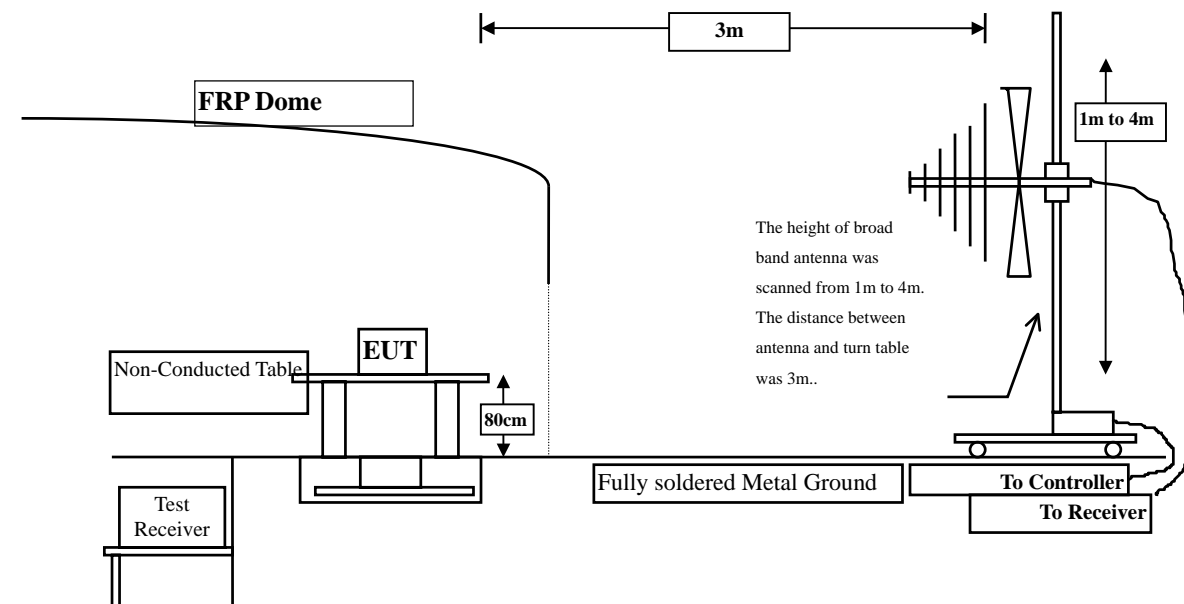 3m
FRP Dome
1m to 4m
The height of broad
band antenna was
scanned from 1m to 4m.
The distance between
antenna and turn table
was 3m..
EUT
Non-Conducted Table
80cm
Fully soldered Metal Ground
To Controller
To Receiver
Test
Receiver